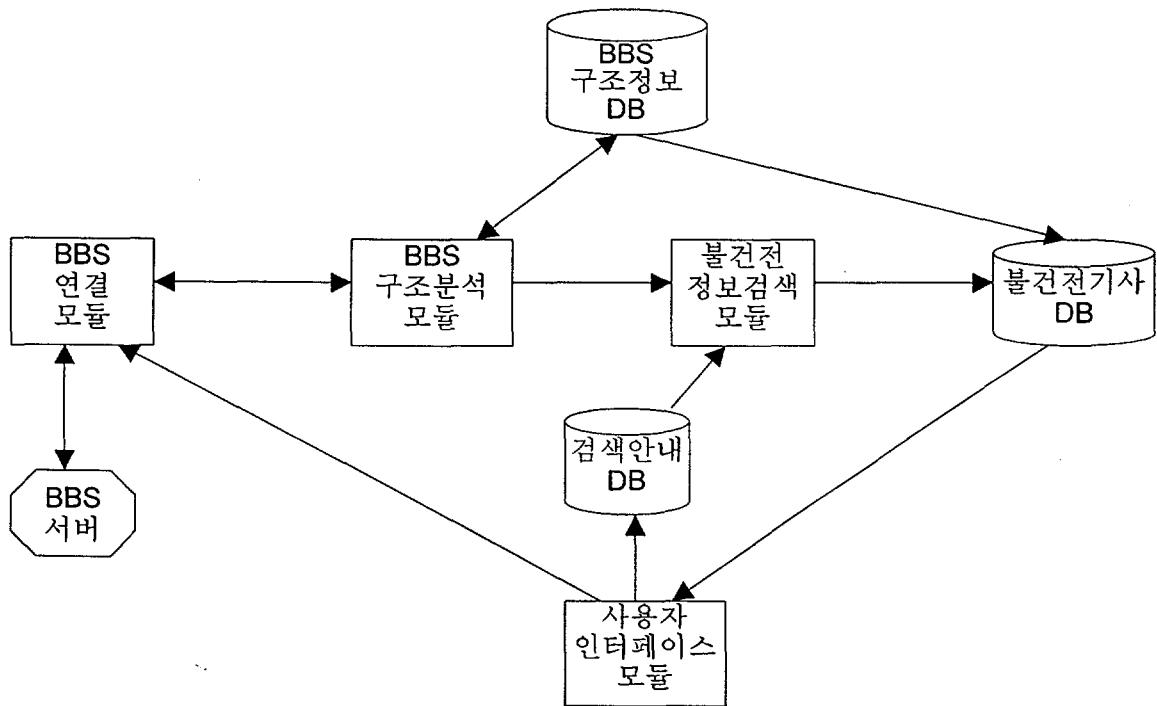 BBS
구조정보
DB
BBS
연결
모듈
BBS
구조분석
모듈
불건전
정보검색
모듈
불건전기사
DB
검색안내
DB
BBS
서버
사용자
인터페이스
모듈